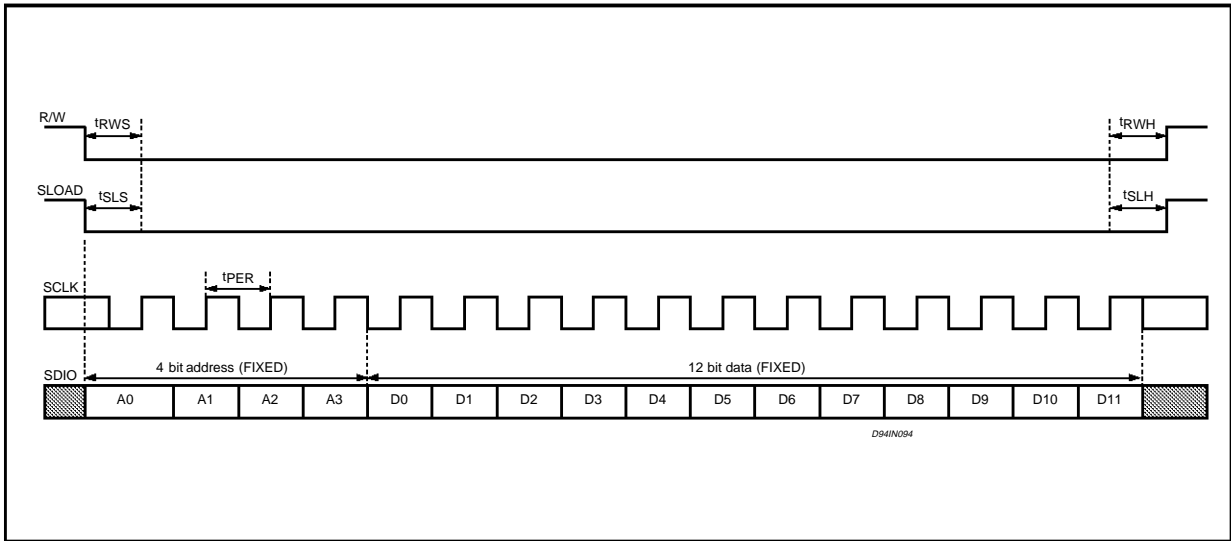 R/W
tRWS
tRWH
SLOAD
tSLS
tSLH
SCLK
tPER
SDIO
4 bit address (FIXED)
12 bit data (FIXED)
A0 A1 A2 A3 D0 D1 D2 D3 D4 D5 D6 D7 D8 D9 D10 D11
D94IN094